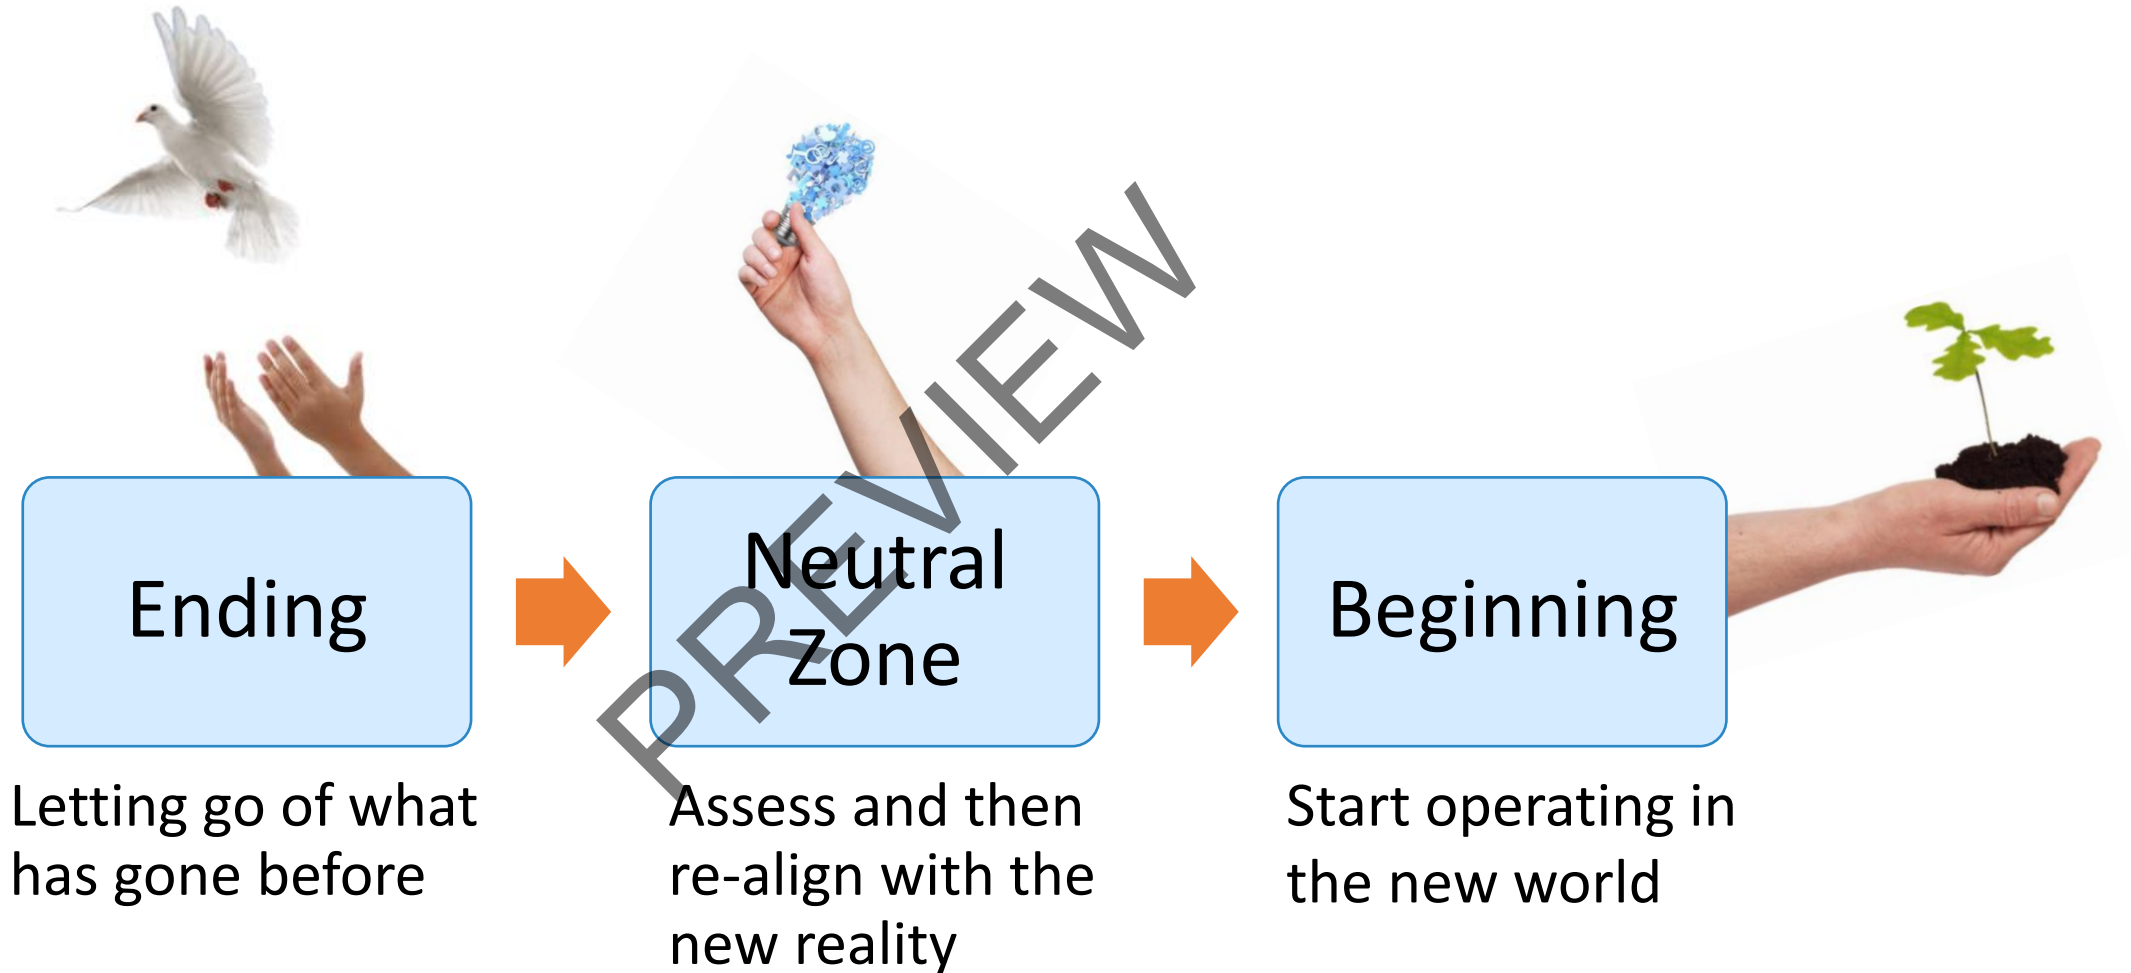 PREVIEW
Ending
Neutral
Zone
Beginning
Letting go of what
has gone before
Assess and then
re-align with the
new reality
Start operating in
the new world